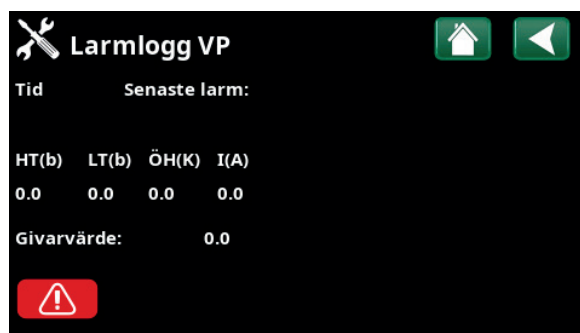 Larmlogg VP
Tid Senaste larm:
HT(b) LT(b) ÖH(K) I(A)
0.0 0.0 0.0 0.0
Givarvärde: 0.0